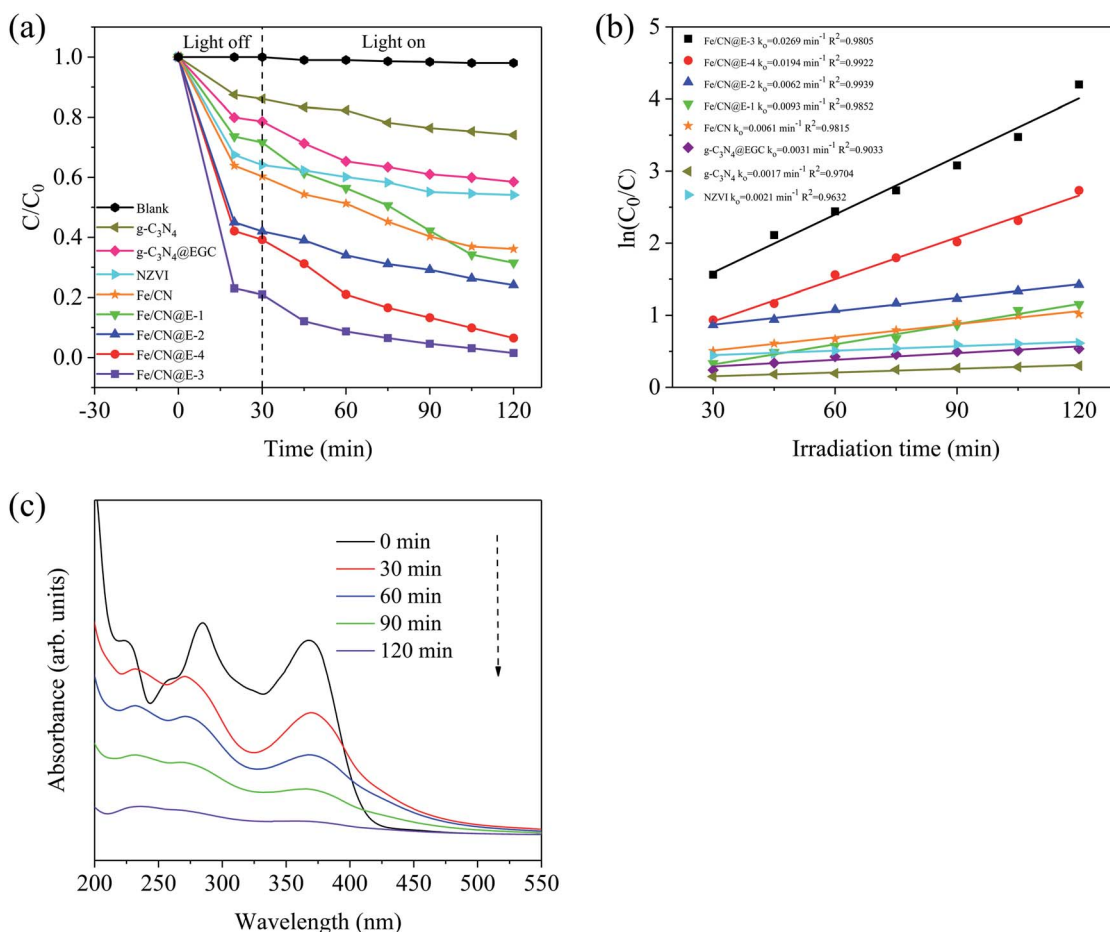 (a)
Light off Light on
1.0
0.8
0.6
0.4
0.2
0.0
C/C₀
Blank
g-C₃N₄
g-C₃N₄@EGC
NZVI
Fe/CN
Fe/CN@E-1
Fe/CN@E-2
Fe/CN@E-4
Fe/CN@E-3
-30 0 30 60 90 120
Time (min)
(b)
5
4
3
2
1
0
ln(C₀/C)
Fe/CN@E-3 kₒ=0.0269 min⁻¹ R²=0.9805
Fe/CN@E-4 kₒ=0.0194 min⁻¹ R²=0.9922
Fe/CN@E-2 kₒ=0.0062 min⁻¹ R²=0.9939
Fe/CN@E-1 kₒ=0.0093 min⁻¹ R²=0.9852
Fe/CN kₒ=0.0061 min⁻¹ R²=0.9815
g-C₃N₄@EGC kₒ=0.0031 min⁻¹ R²=0.9033
g-C₃N₄ kₒ=0.0017 min⁻¹ R²=0.9704
NZVI kₒ=0.0021 min⁻¹ R²=0.9632
30 60 90 120
Irradiation time (min)
(c)
Absorbance (arb. units)
0 min
30 min
60 min
90 min
120 min
200 250 300 350 400 450 500 550
Wavelength (nm)